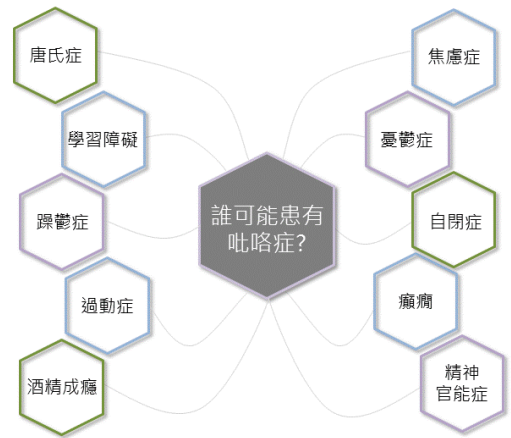 唐氏症
學習障礙
躁鬱症
過動症
酒精成癮
誰可能患有
吡咯症?
焦慮症
憂鬱症
自閉症
癲癇
精神
官能症